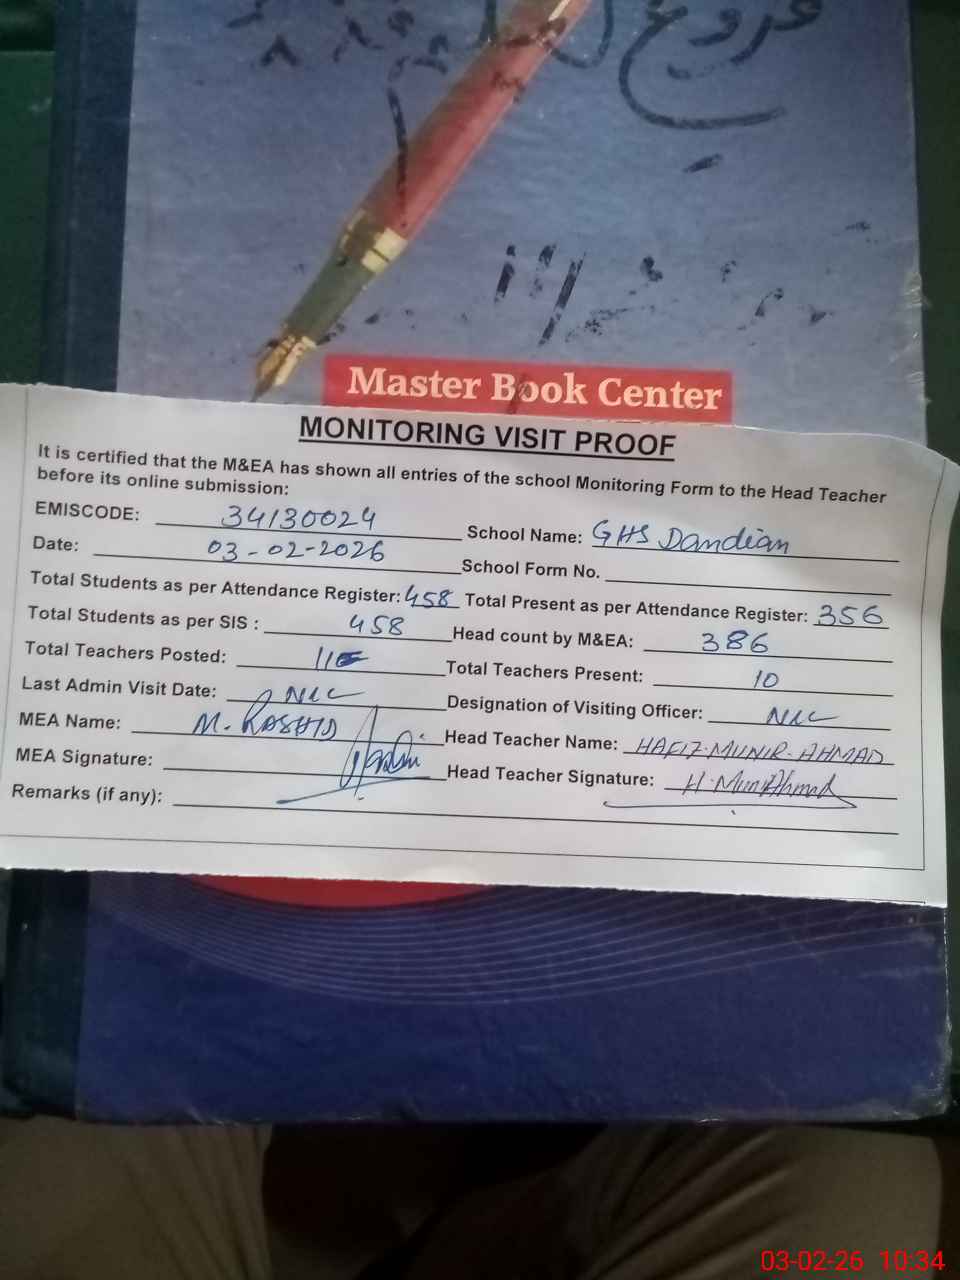 Master Book Center
MONITORING VISIT PROOF
It is certified that the M&EA has shown all entries of the school Monitoring Form to the Head Teacher
before its online submission:
EMISCODE: 34130024 School Name: GHS Dandian
Date: 03-02-2026 School Form No.
Total Students as per Attendance Register: 458 Total Present as per Attendance Register: 356
Total Students as per SIS : 458 Head count by M&EA: 386
Total Teachers Posted: 11 Total Teachers Present: 10
Last Admin Visit Date: NIL Designation of Visiting Officer: NIL
MEA Name: M. RASHID Head Teacher Name: HAFIZ MUNIR AHMAD
MEA Signature: Head Teacher Signature: H. Munir Ahmad
Remarks (if any):
03-02-26 10:34